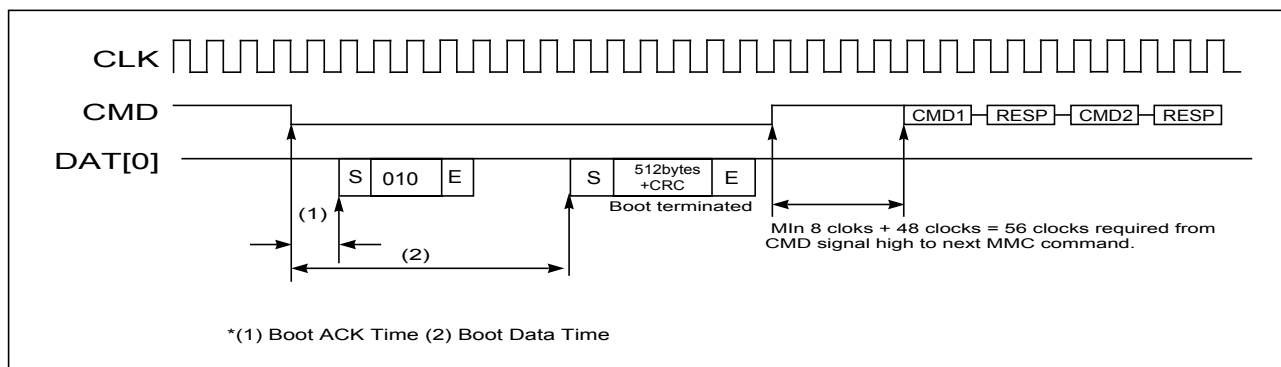 CLK
CMD
CMD1 RESP CMD2 RESP
DAT[0]
S 010 E
S 512bytes +CRC E
Boot terminated
(1)
(2)
MIn 8 cloks + 48 clocks = 56 clocks required from
CMD signal high to next MMC command.
*(1) Boot ACK Time (2) Boot Data Time